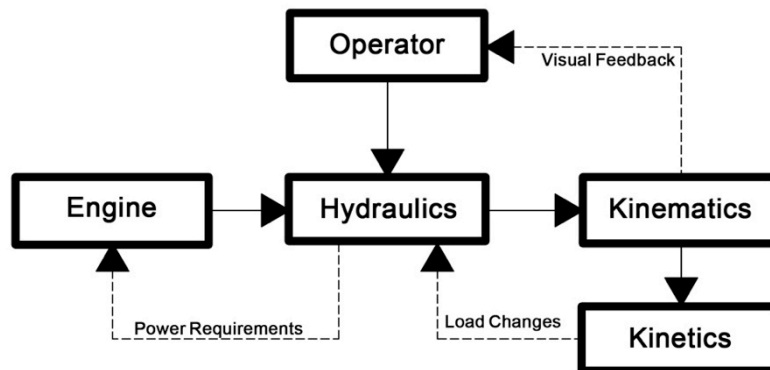 Operator
Visual Feedback
Engine
Hydraulics
Kinematics
Power Requirements
Load Changes
Kinetics